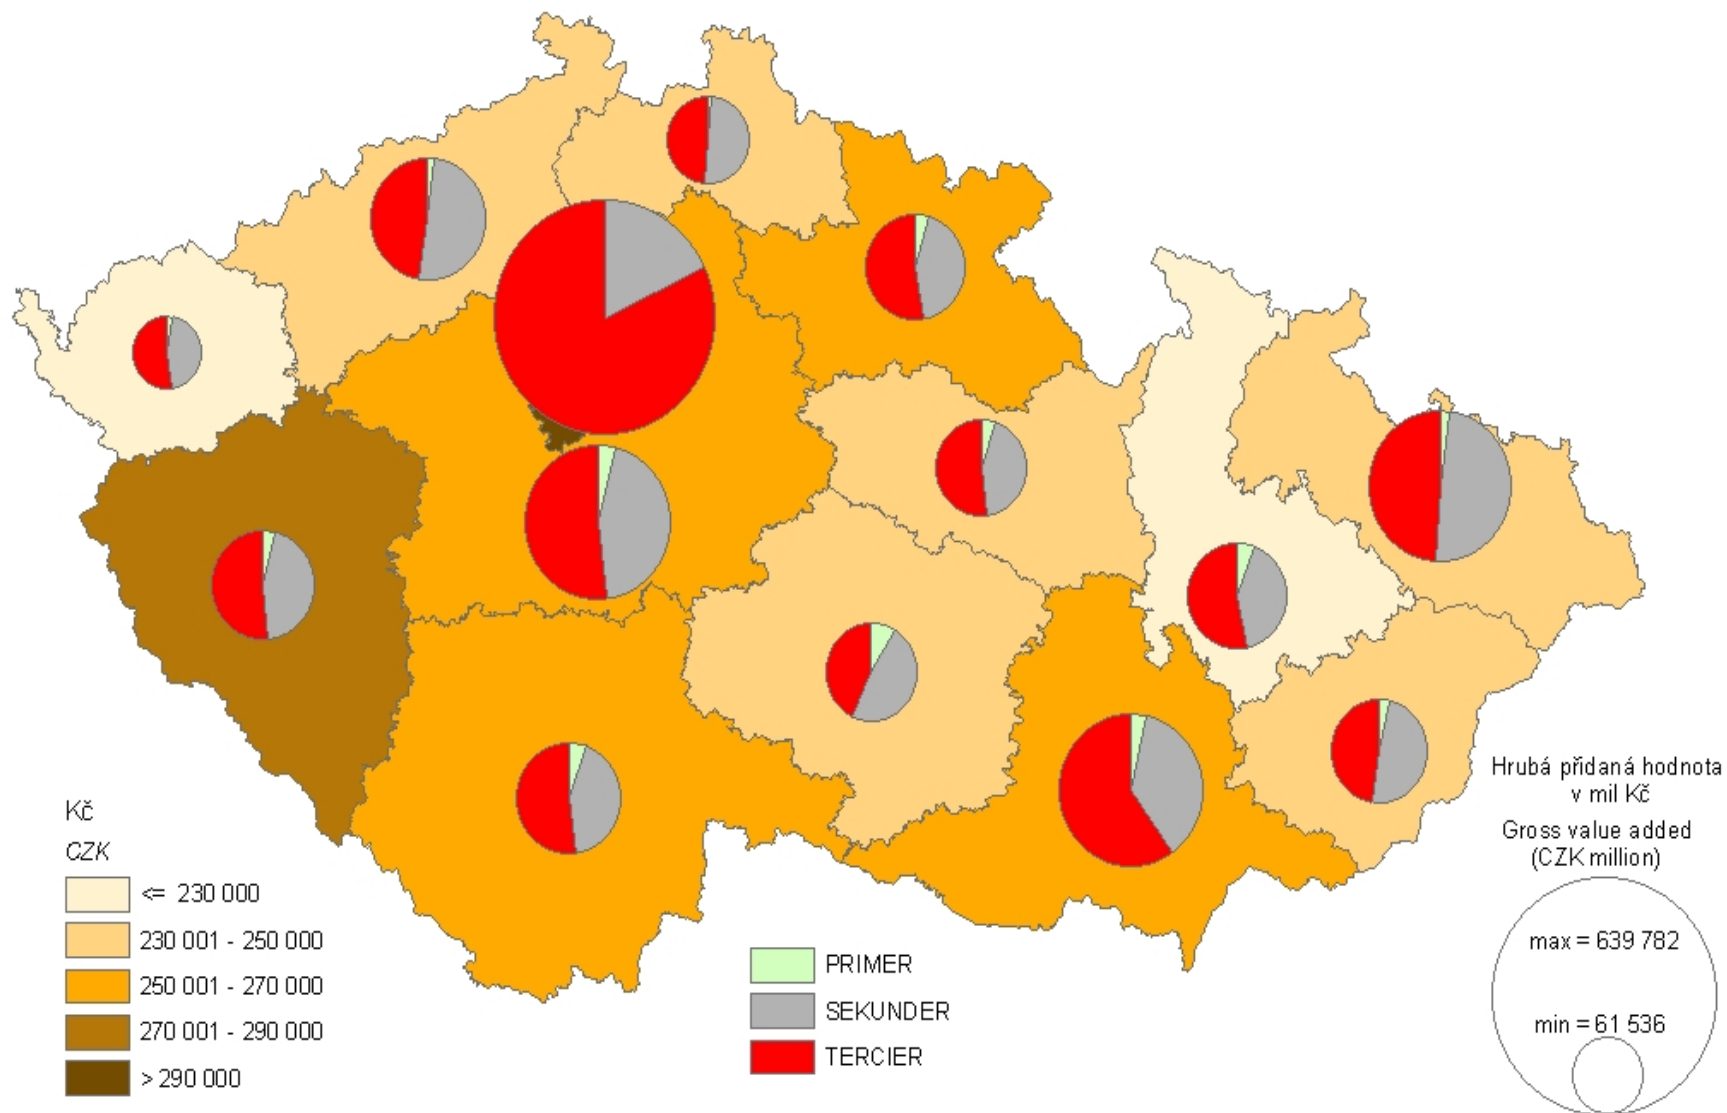 Kč
CZK
<= 230 000
230 001 - 250 000
250 001 - 270 000
270 001 - 290 000
> 290 000
PRIMER
SEKUNDER
TERCIER
Hrubá přidaná hodnota
v mil Kč
Gross value added
(CZK million)
max = 639 782
min = 61 536